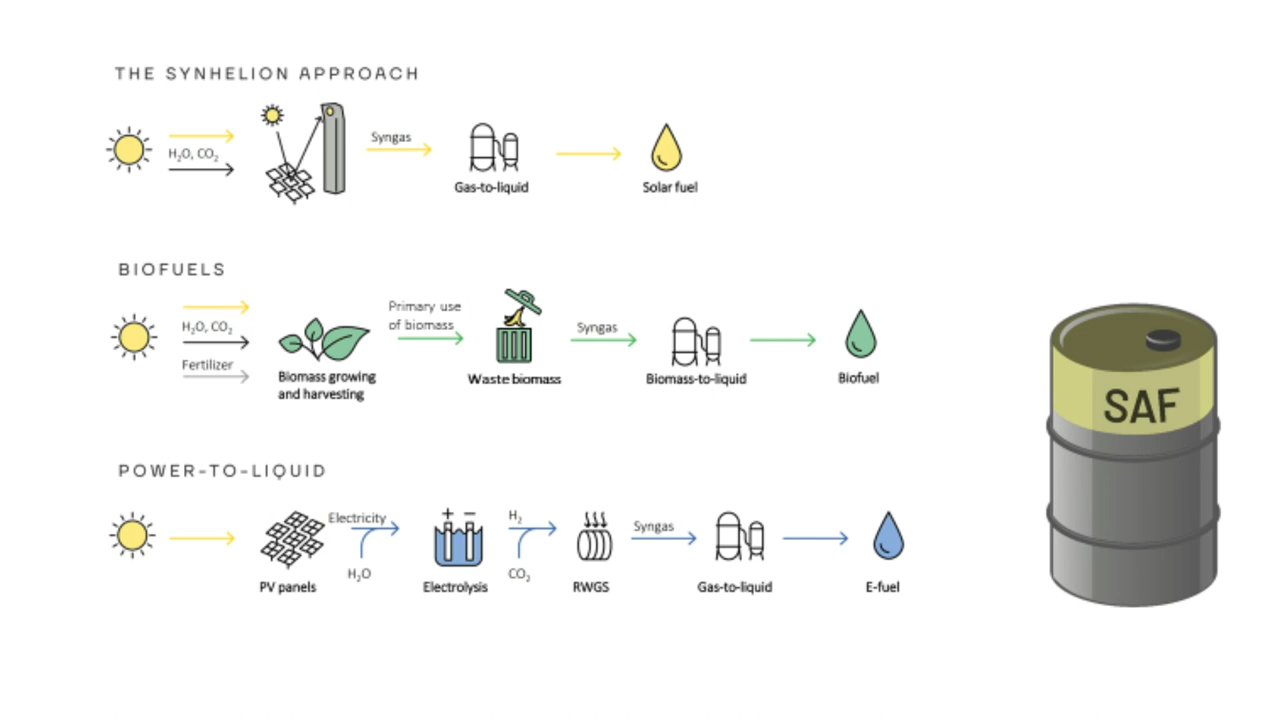 THE SYNHELION APPROACH
H₂O, CO₂
Syngas
Gas-to-liquid
Solar fuel
BIOFUELS
H₂O, CO₂
Fertilizer
Biomass growing
and harvesting
Primary use
of biomass
Waste biomass
Syngas
Biomass-to-liquid
Biofuel
SAF
POWER-TO-LIQUID
PV panels
Electricity
H₂O
+ −
Electrolysis
H₂
CO₂
RWGS
Syngas
Gas-to-liquid
E-fuel